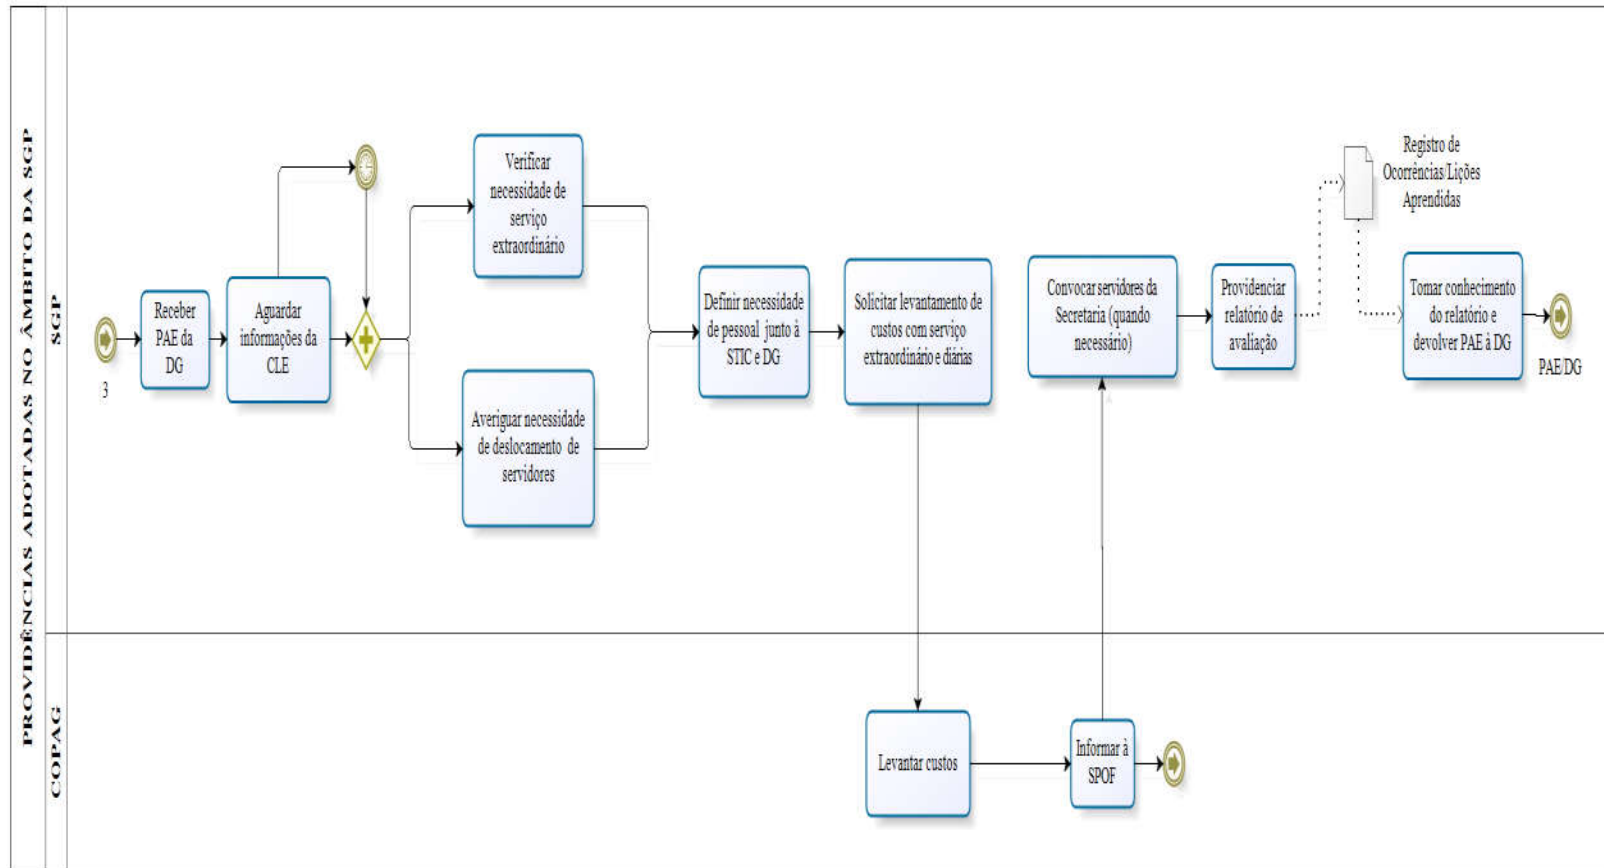 PROVIDÊNCIAS ADOTADAS NO ÂMBITO DA SGP
SGP
3
Receber
PAE da
DG
Aguardar
informações da
CLE
Verificar
necessidade de
serviço
extraordinário
Averiguar necessidade
de deslocamento de
servidores
Definir necessidade
de pessoal junto à
STIC e DG
Solicitar levantamento de
custos com serviço
extraordinário e diárias
Convocar servidores da
Secretaria (quando
necessário)
Providenciar
relatório de
avaliação
Registro de
Ocorrências/Lições
Aprendidas
Tomar conhecimento
do relatório e
devolver PAE à DG
PAE/DG
COPAG
Levantar custos
Informar à
SPOF